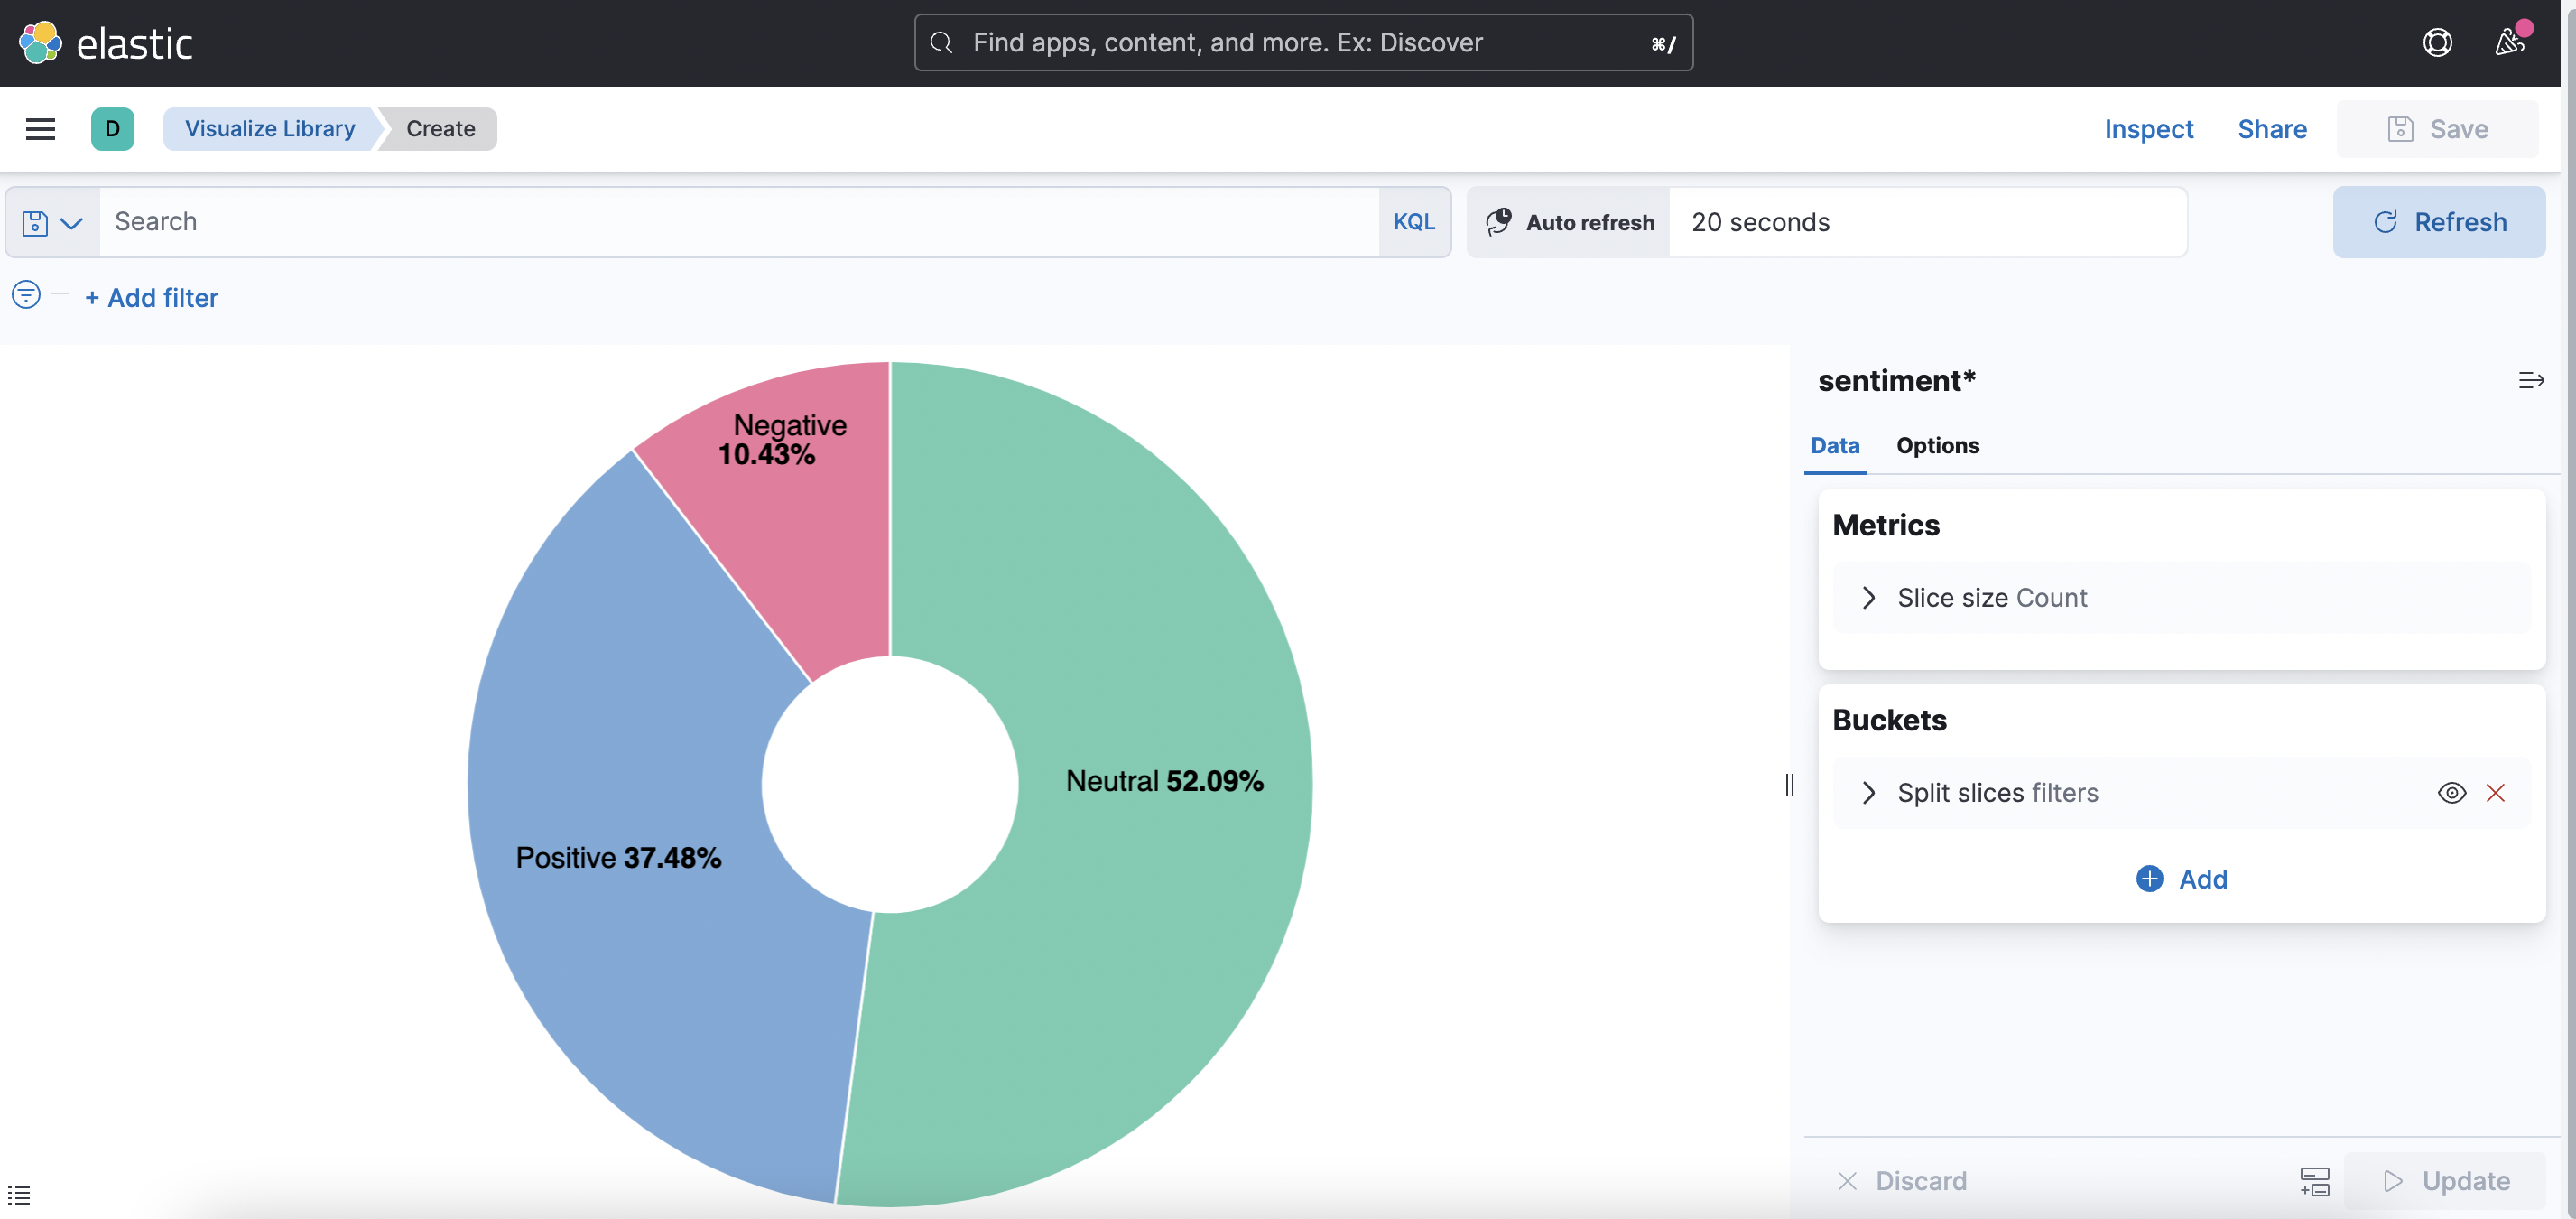 elastic
Find apps, content, and more. Ex: Discover
⌘/
D
Visualize Library
Create
Inspect
Share
Save
Search
KQL
Auto refresh
20 seconds
Refresh
+ Add filter
Negative
10.43%
Neutral 52.09%
Positive 37.48%
sentiment*
Data
Options
Metrics
Slice size Count
Buckets
Split slices filters
Add
Discard
Update